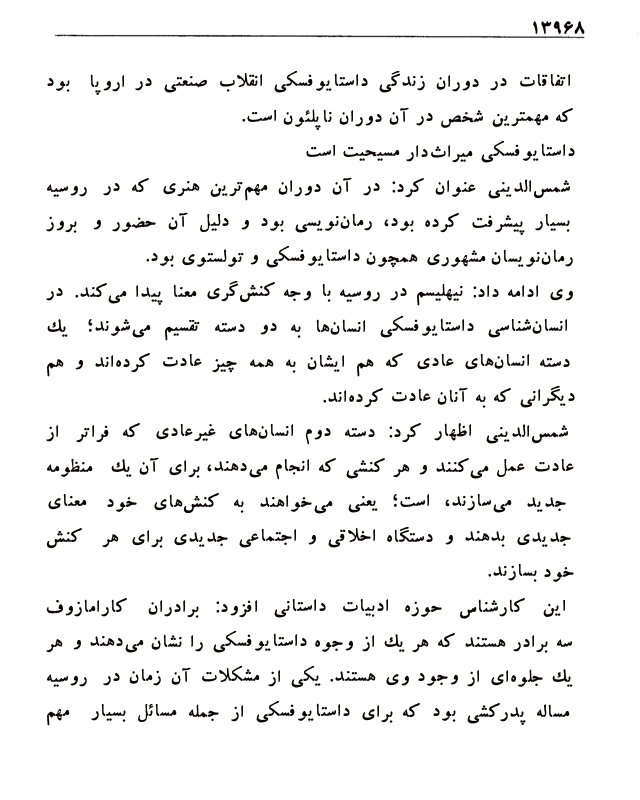 ۱۳۹۶۸
اتفاقات در دوران زندگی داستایوفسکی انقلاب صنعتی در اروپا بود
که مهمترین شخص در آن دوران ناپلئون است.
داستایوفسکی میراث‌دار مسیحیت است
شمس‌الدینی عنوان کرد: در آن دوران مهم‌ترین هنری که در روسیه
بسیار پیشرفت کرده بود، رمان‌نویسی بود و دلیل آن حضور و بروز
رمان‌نویسان مشهوری همچون داستایوفسکی و تولستوی بود.
وی ادامه داد: نیهلیسم در روسیه با وجه کنش‌گری معنا پیدا می‌کند. در
انسان‌شناسی داستایوفسکی انسان‌ها به دو دسته تقسیم می‌شوند؛ یك
دسته انسان‌های عادی که هم ایشان به همه چیز عادت کرده‌اند و هم
دیگرانی که به آنان عادت کرده‌اند.
شمس‌الدینی اظهار کرد: دسته دوم انسان‌های غیرعادی که فراتر از
عادت عمل می‌کنند و هر کنشی که انجام می‌دهند، برای آن یك منظومه
جدید می‌سازند، است؛ یعنی می‌خواهند به کنش‌های خود معنای
جدیدی بدهند و دستگاه اخلاقی و اجتماعی جدیدی برای هر کنش
خود بسازند.
این کارشناس حوزه ادبیات داستانی افزود: برادران کارامازوف
سه برادر هستند که هر یك از وجوه داستایوفسکی را نشان می‌دهند و هر
یك جلوه‌ای از وجود وی هستند. یکی از مشکلات آن زمان در روسیه
مساله پدرکشی بود که برای داستایوفسکی از جمله مسائل بسیار مهم